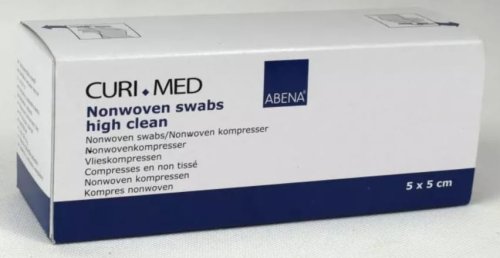 CURI♦MED
Nonwoven swabs
high clean
Nonwoven swabs/Nonwoven kompresser
Nonwovenkompresser
Vlieskompressen
Compresses en non tissé
Nonwoven kompressen
Kompres nonwoven
ABENA®
5 x 5 cm